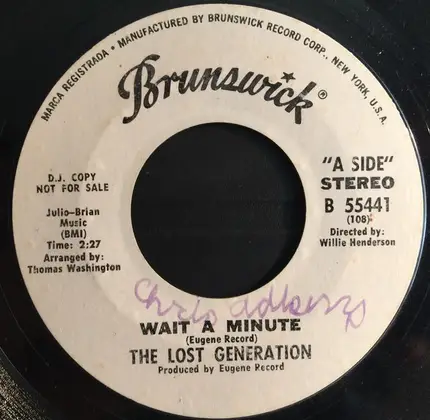 MARCA REGISTRADA • MANUFACTURED BY BRUNSWICK RECORD CORP., NEW YORK, U.S.A.
Brunswick®
D.J. COPY
NOT FOR SALE
Julio-Brian
Music
(BMI)
Time: 2:27
Arranged by:
Thomas Washington
"A SIDE"
STEREO
B 55441
(108)
Directed by:
Willie Henderson
WAIT A MINUTE
(Eugene Record)
THE LOST GENERATION
Produced by Eugene Record